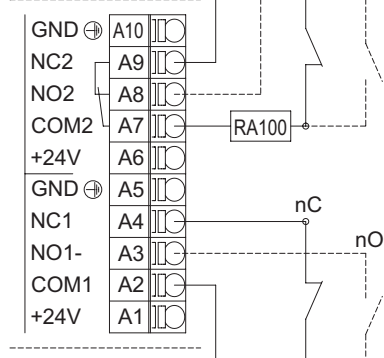 GND A10
NC2 A9
NO2 A8
COM2 A7 RA100
+24V A6
GND A5
NC1 A4 nC
NO1- A3 nO
COM1 A2
+24V A1